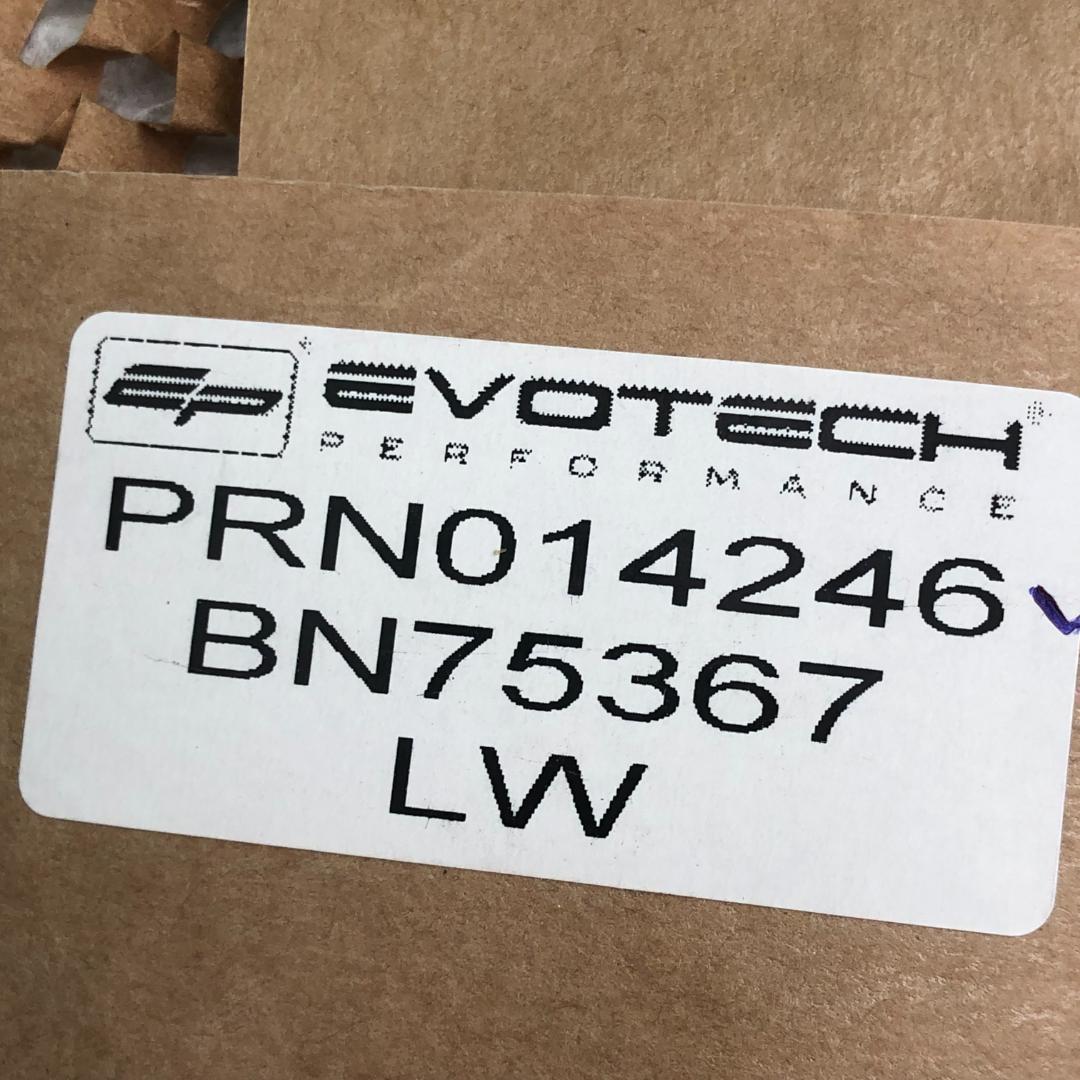 EP EVOTECH®
PERFORMANCE
PRN014246
BN75367
LW